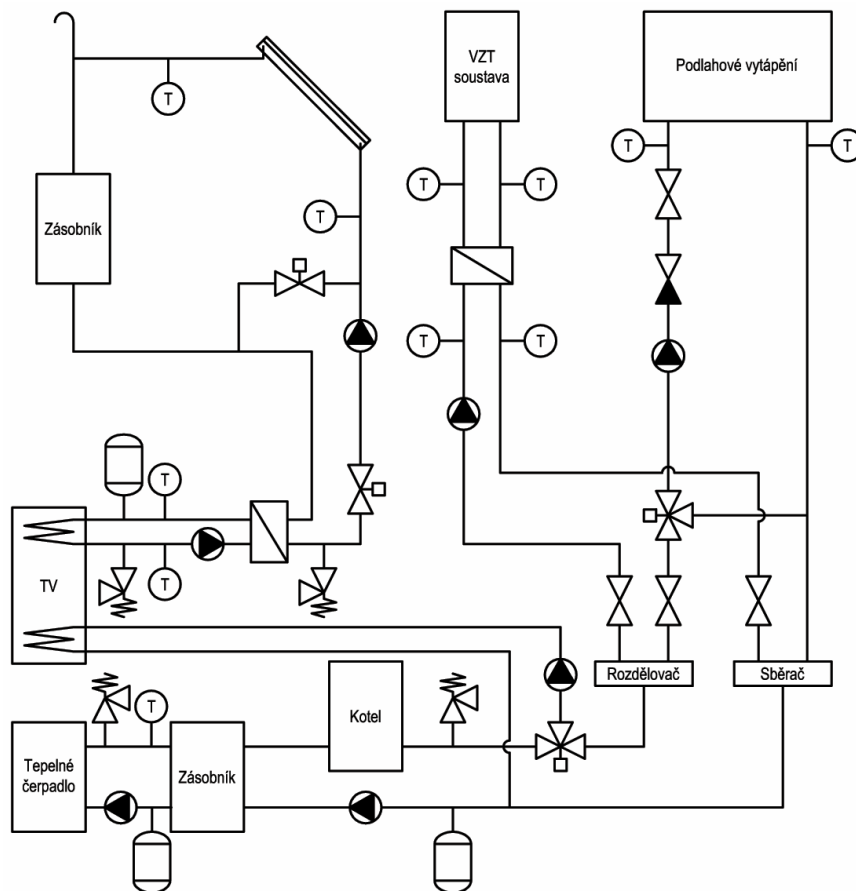 VZT
soustava
Podlahové vytápění
T
T
T
T
T
T
Zásobník
T
T
T
T
TV
T
Rozdělovač
Sběrač
T
Kotel
Tepelné
čerpadlo
Zásobník